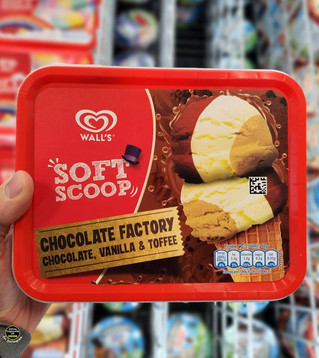 WALL'S
SOFT
SCOOP
CHOCOLATE FACTORY
CHOCOLATE, VANILLA & TOFFEE